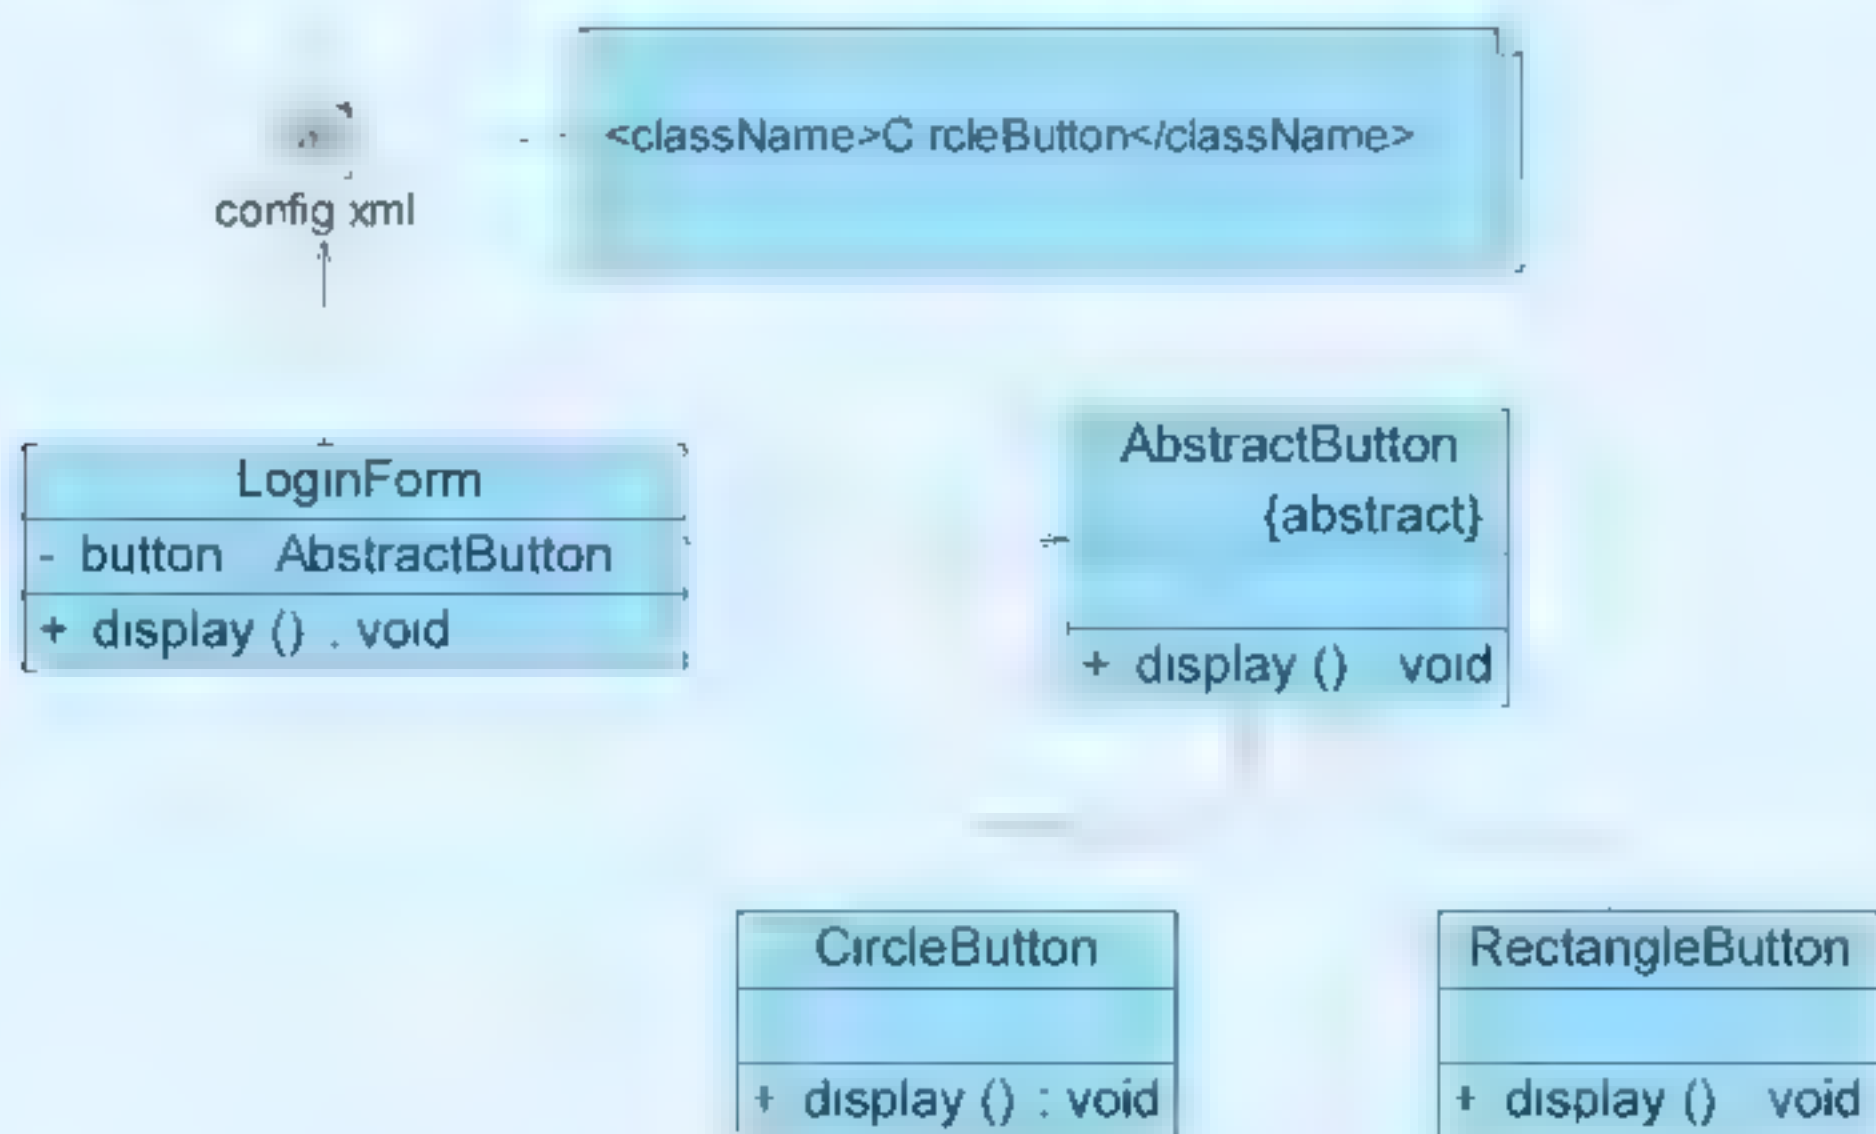 <className>C rcleButton</className>
config xml
LoginForm
- button AbstractButton
+ display () . void
AbstractButton
{abstract}
+ display () void
CircleButton
+ display () : void
RectangleButton
+ display () void